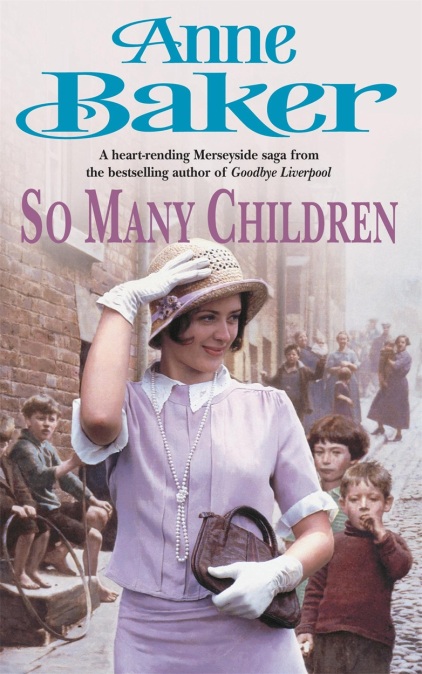 Anne
Baker
A heart-rending Merseyside saga from
the bestselling author of Goodbye Liverpool
SO MANY CHILDREN